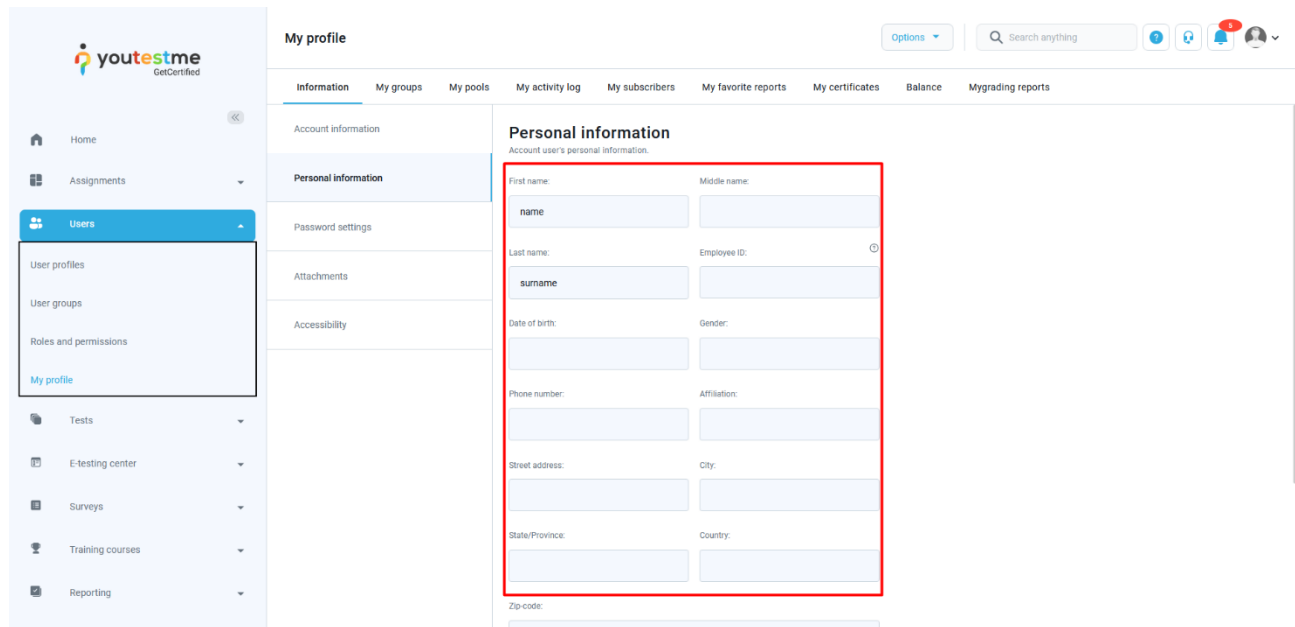 youtestme
GetCertified
Home
Assignments
Users
User profiles
User groups
Roles and permissions
My profile
Tests
E-testing center
Surveys
Training courses
Reporting
My profile
Options
Search anything
?
5
Information My groups My pools My activity log My subscribers My favorite reports My certificates Balance Mygrading reports
Account information
Personal information
Password settings
Attachments
Accessibility
Personal information
Account user's personal information.
First name: Middle name:
name
Last name: Employee ID:
surname
Date of birth: Gender:
Phone number: Affiliation:
Street address: City:
State/Province: Country:
Zip-code: